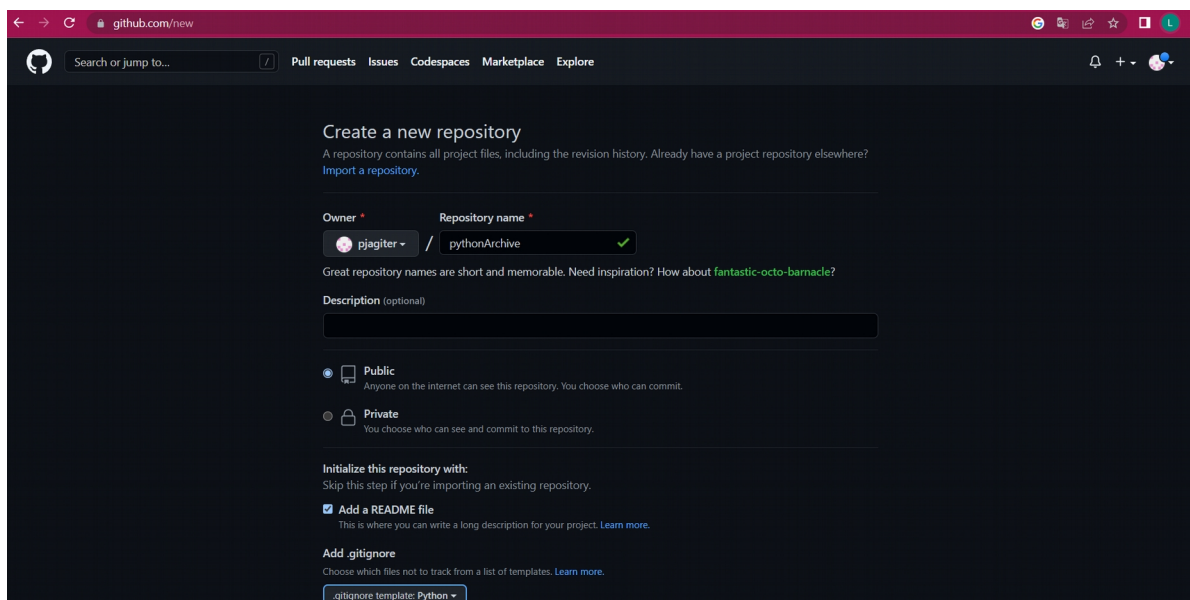 github.com/new
L
Search or jump to... /
Pull requests Issues Codespaces Marketplace Explore
Create a new repository
A repository contains all project files, including the revision history. Already have a project repository elsewhere?
Import a repository.
Owner * Repository name *
pjagiter / pythonArchive
Great repository names are short and memorable. Need inspiration? How about fantastic-octo-barnacle?
Description (optional)
Public
Anyone on the internet can see this repository. You choose who can commit.
Private
You choose who can see and commit to this repository.
Initialize this repository with:
Skip this step if you're importing an existing repository.
Add a README file
This is where you can write a long description for your project. Learn more.
Add .gitignore
Choose which files not to track from a list of templates. Learn more.
.gitignore template: Python